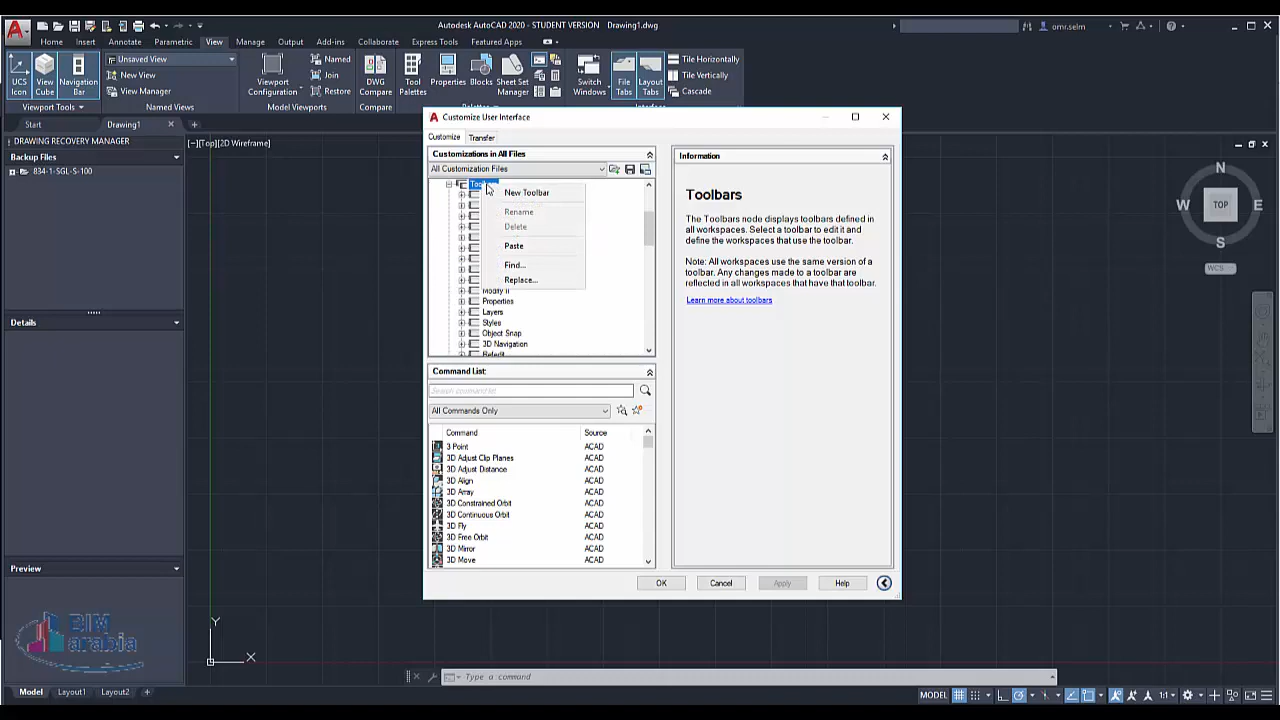 Autodesk AutoCAD 2020 - STUDENT VERSION Drawing1.dwg
omr.selm
Home Insert Annotate Parametric View Manage Output Add-ins Collaborate Express Tools Featured Apps
UCS Icon
View Cube
Navigation Bar
Viewport Tools
Unsaved View
New View
View Manager
Named Views
Viewport Configuration
Named
Join
Restore
Model Viewports
DWG Compare
Compare
Tool Palettes
Properties
Blocks
Sheet Set Manager
Switch Windows
File Tabs
Layout Tabs
Tile Horizontally
Tile Vertically
Cascade
Start
Drawing1
DRAWING RECOVERY MANAGER
Backup Files
834-1-SGL-S-100
Details
Preview
BIM
arabia
[−][Top][2D Wireframe]
Customize User Interface
Customize Transfer
Customizations in All Files
All Customization Files
New Toolbar
Rename
Delete
Paste
Find...
Replace...
Modify II
Properties
Layers
Styles
Object Snap
3D Navigation
Refedit
Command List:
Search command list
All Commands Only
Command Source
3 Point ACAD
3D Adjust Clip Planes ACAD
3D Adjust Distance ACAD
3D Align ACAD
3D Array ACAD
3D Constrained Orbit ACAD
3D Continuous Orbit ACAD
3D Fly ACAD
3D Free Orbit ACAD
3D Mirror ACAD
3D Move ACAD
Information
Toolbars
The Toolbars node displays toolbars defined in
all workspaces. Select a toolbar to edit it and
define the workspaces that use the toolbar.
Note: All workspaces use the same version of a
toolbar. Any changes made to a toolbar are
reflected in all workspaces that have that toolbar.
Learn more about toolbars
OK Cancel Apply Help
N
W TOP E
S
WCS
Y
X
Type a command
Model Layout1 Layout2
MODEL
1:1